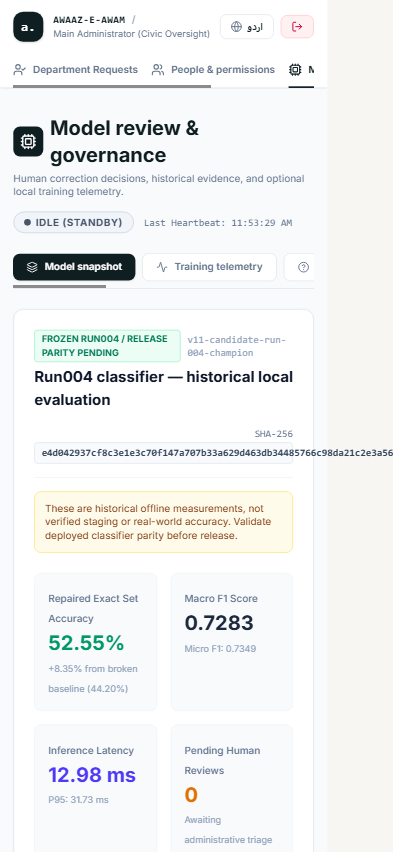 a.
AWAAZ-E-AWAM /
Main Administrator (Civic Oversight)
اردو
Department Requests
People & permissions
Model review &
governance
Human correction decisions, historical evidence, and optional
local training telemetry.
IDLE (STANDBY)
Last Heartbeat: 11:53:29 AM
Model snapshot
Training telemetry
FROZEN RUN004 / RELEASE
PARITY PENDING
v11-candidate-run-
004-champion
Run004 classifier — historical local
evaluation
SHA-256
e4d042937cf8c3e1e3c70f147a707b33a629d463db34485766c98da21c2e3a56
These are historical offline measurements, not
verified staging or real-world accuracy. Validate
deployed classifier parity before release.
Repaired Exact Set
Accuracy
52.55%
+8.35% from broken
baseline (44.20%)
Macro F1 Score
0.7283
Micro F1: 0.7349
Inference Latency
12.98 ms
P95: 31.73 ms
Pending Human
Reviews
0
Awaiting
administrative triage